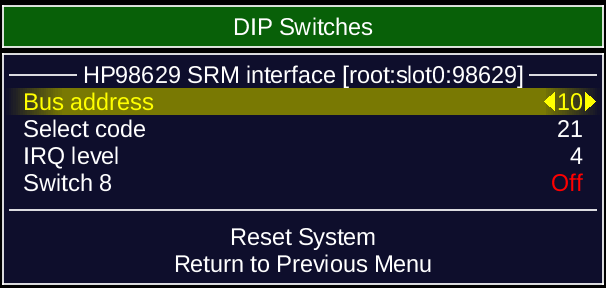 DIP Switches
HP98629 SRM interface [root:slot0:98629]
Bus address 10
Select code 21
IRQ level 4
Switch 8 Off
Reset System
Return to Previous Menu